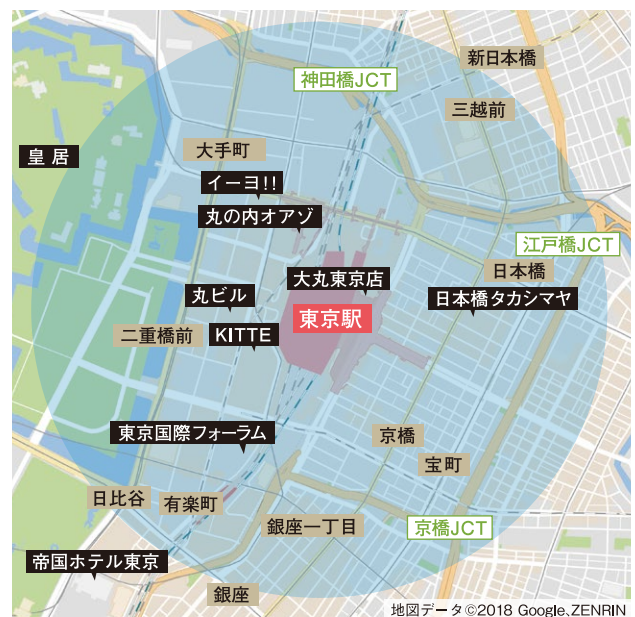 新日本橋
神田橋JCT
三越前
皇居
大手町
イーヨ!!
丸の内オアゾ
江戸橋JCT
日本橋
大丸東京店
丸ビル
日本橋タカシマヤ
東京駅
二重橋前
KITTE
東京国際フォーラム
京橋
宝町
日比谷
有楽町
銀座一丁目
京橋JCT
帝国ホテル東京
銀座
地図データ©2018 Google、ZENRIN